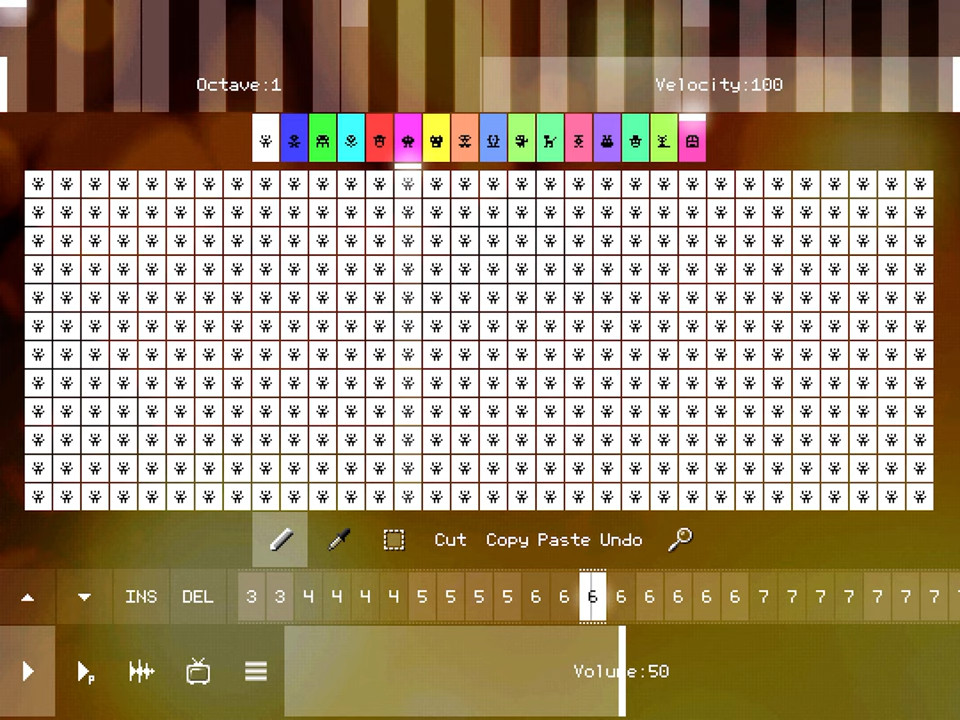 Octave:1 Velocity:100
Cut Copy Paste Undo
INS DEL 3 3 4 4 4 4 5 5 5 5 6 6 6 6 6 6 6 6 7 7 7 7 7 7 7
P Volume:50